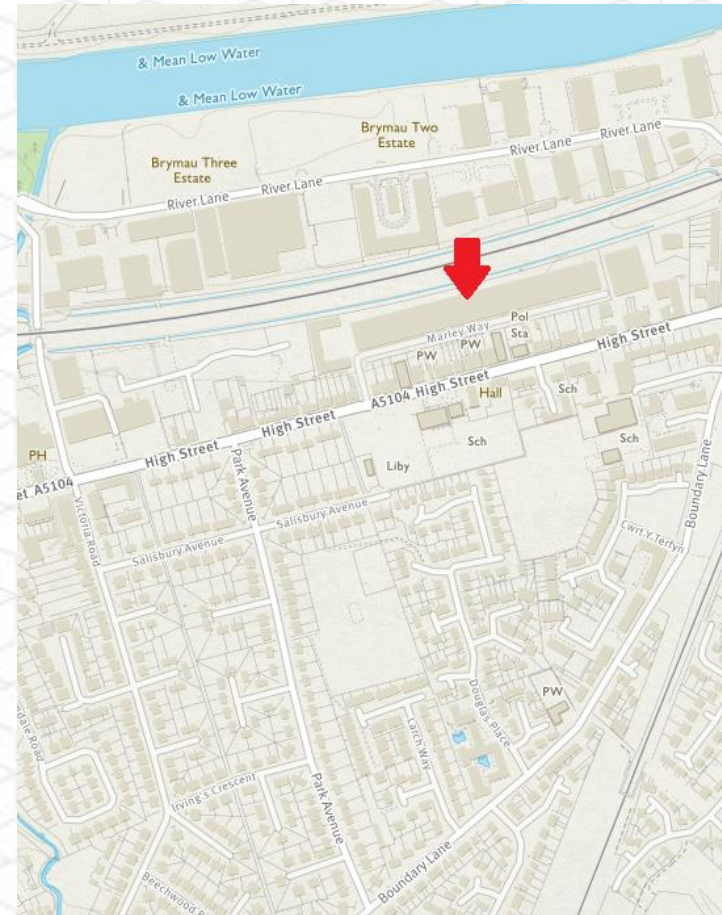 & Mean Low Water
& Mean Low Water
Brymau Two
Estate
River Lane
River Lane
Brymau Three
Estate
River Lane
River Lane
Marley Way
Pol
Sta
PW
PW
High Street
A5104 High Street
Hall
Sch
High Street
Sch
Sch
High Street
PH
Liby
A5104
Park Avenue
Victoria Road
Salisbury Avenue
Salisbury Avenue
Boundary Lane
Cwrt Y Terfyn
PW
Douglas Place
Larch Way
Park Avenue
Irving's Crescent
Boundary Lane